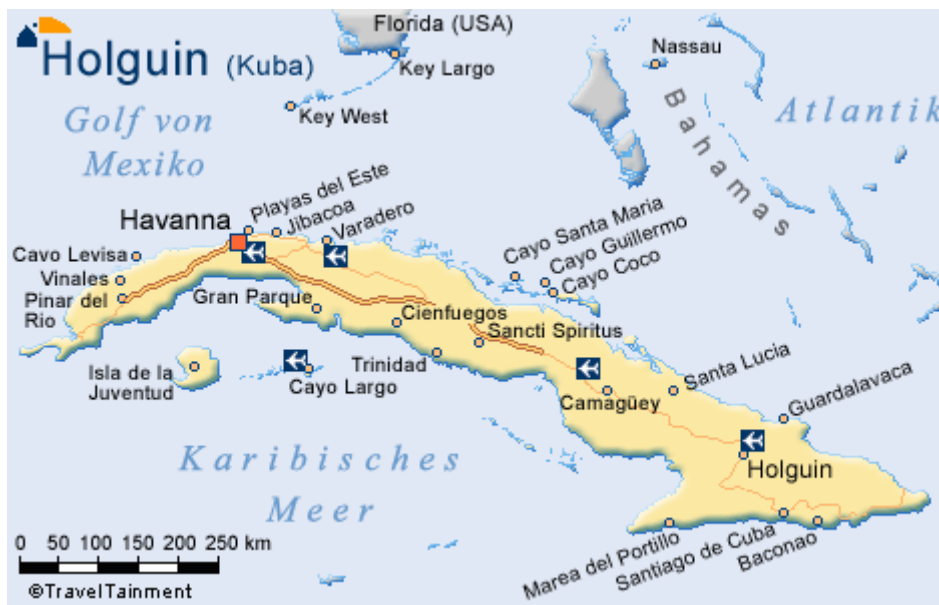 Holguin (Kuba)
Florida (USA)
Key Largo
Key West
Nassau
Bahamas
Atlantik
Golf von
Mexiko
Havanna
Playas del Este
Jibacoa
Varadero
Cayo Santa Maria
Cayo Guillermo
Cayo Coco
Cavo Levisa
Vinales
Pinar del
Rio
Gran Parque
Cienfuegos
Sancti Spiritus
Trinidad
Isla de la
Juventud
Cayo Largo
Santa Lucia
Camagüey
Guardalavaca
Holguin
Karibisches
Meer
Marea del Portillo
Santiago de Cuba
Baconao
0 50 100 150 200 250 km
©TravelTainment